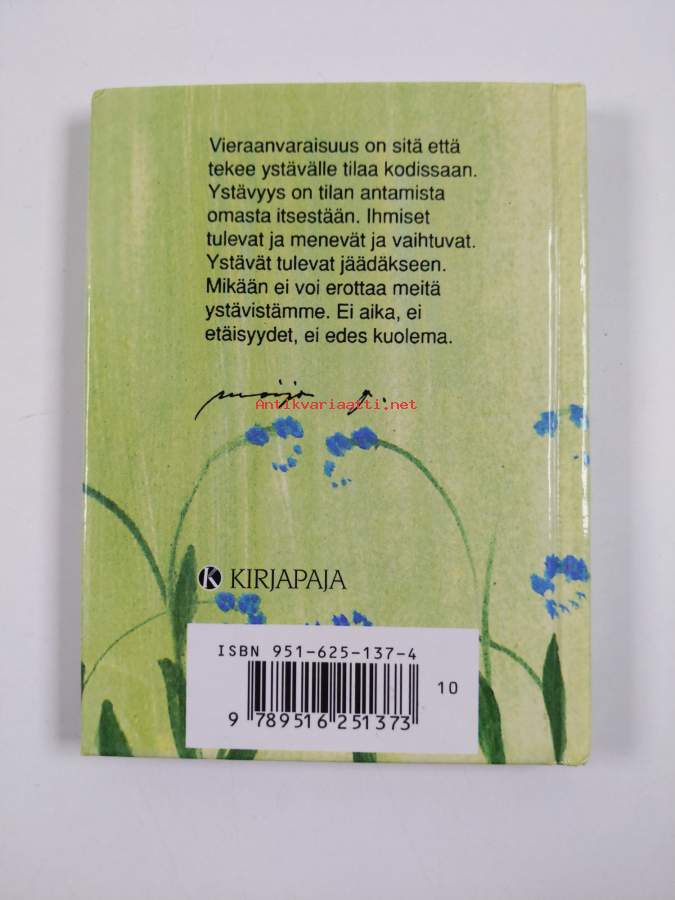 Vieraanvaraisuus on sitä että
tekee ystävälle tilaa kodissaan.
Ystävyys on tilan antamista
omasta itsestään. Ihmiset
tulevat ja menevät ja vaihtuvat.
Ystävät tulevat jäädäkseen.
Mikään ei voi erottaa meitä
ystävistämme. Ei aika, ei
etäisyydet, ei edes kuolema.
maija
Antikvariaatti.net
K KIRJAPAJA
ISBN 951-625-137-4
10
9 789516 251373